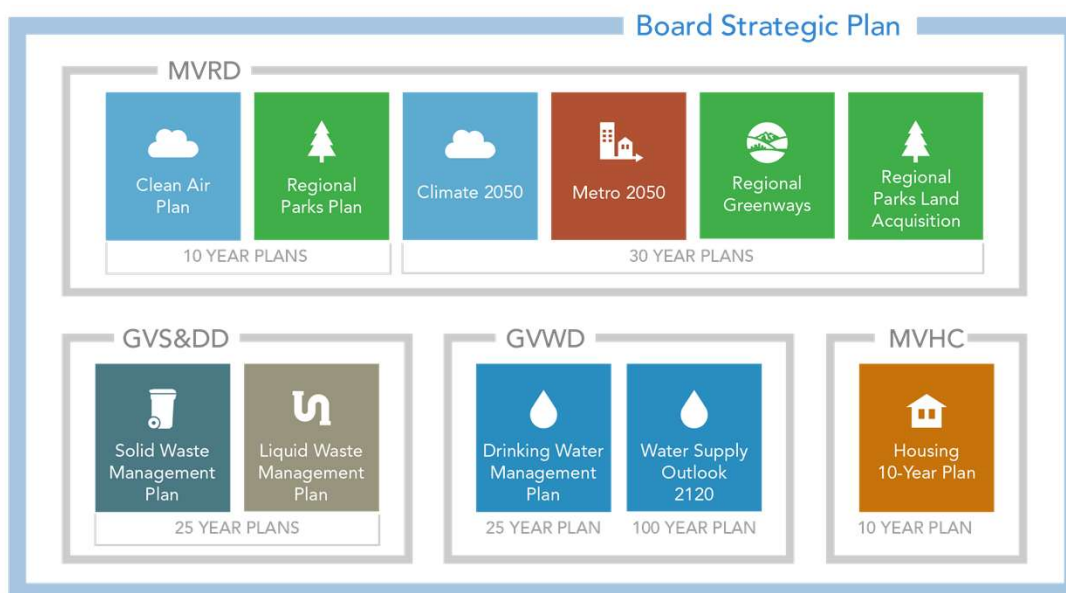 Board Strategic Plan
MVRD
Clean Air
Plan
Regional
Parks Plan
Climate 2050
Metro 2050
Regional
Greenways
Regional
Parks Land
Acquisition
10 YEAR PLANS
30 YEAR PLANS
GVS&DD
Solid Waste
Management
Plan
Liquid Waste
Management
Plan
25 YEAR PLANS
GVWD
Drinking Water
Management
Plan
Water Supply
Outlook
2120
25 YEAR PLAN
100 YEAR PLAN
MVHC
Housing
10-Year Plan
10 YEAR PLAN